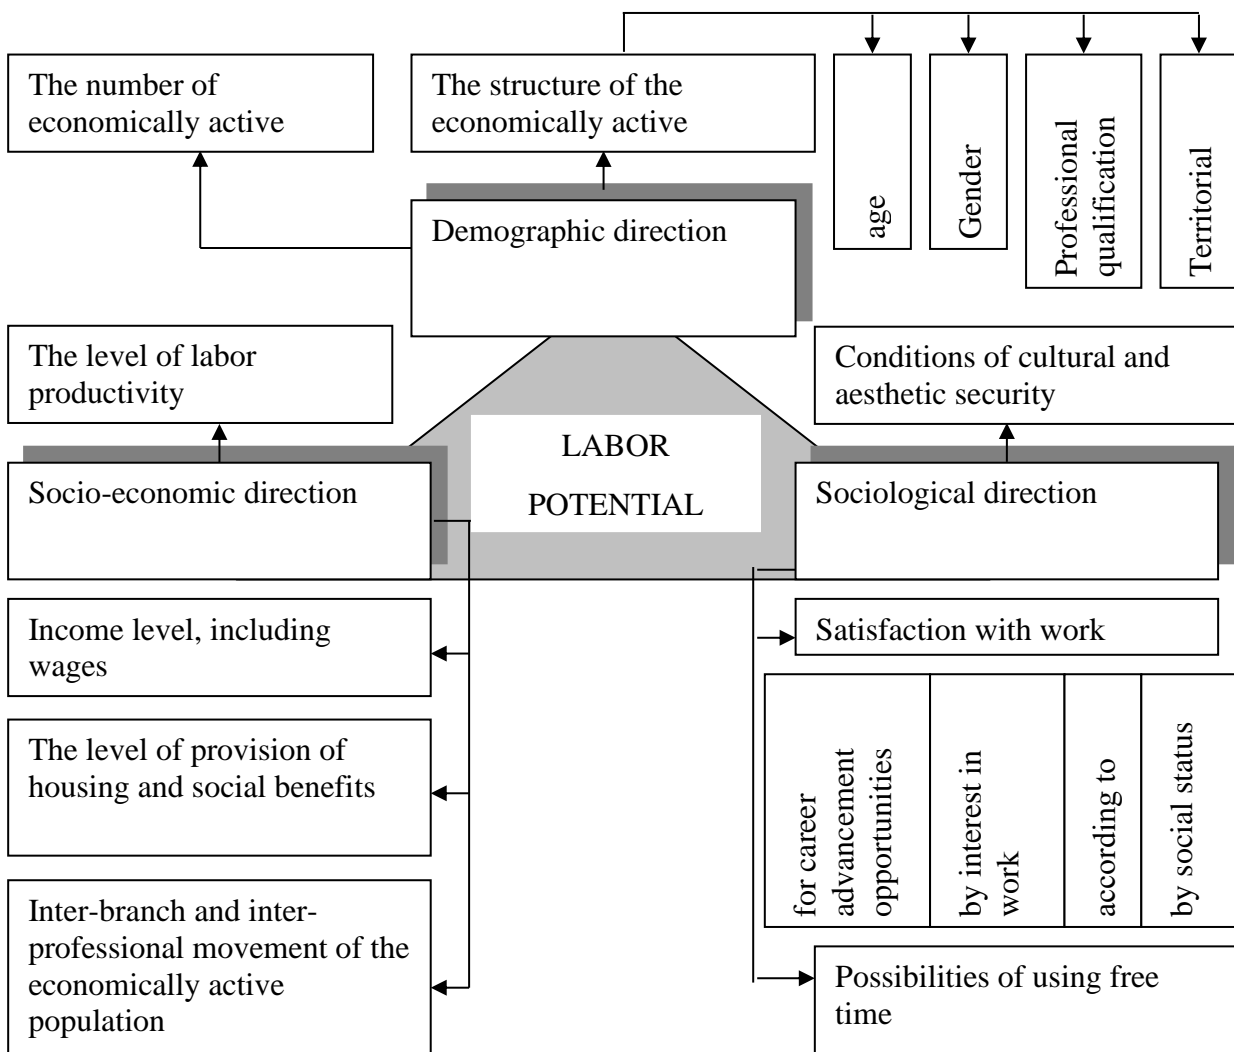 The number of
economically active
The structure of the
economically active
age
Gender
Professional
qualification
Territorial
Demographic direction
The level of labor
productivity
Conditions of cultural and
aesthetic security
LABOR
POTENTIAL
Socio-economic direction
Sociological direction
Income level, including
wages
Satisfaction with work
The level of provision of
housing and social benefits
for career
advancement
opportunities
by interest in
work
according to
by social status
Inter-branch and inter-
professional movement of the
economically active
population
Possibilities of using free
time